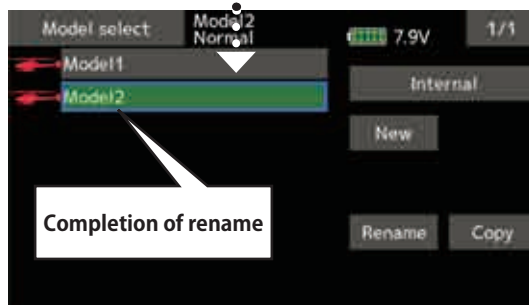 Model select
Model2
Normal
7.9V
1/1
Model1
Model2
Internal
New
Completion of rename
Rename
Copy